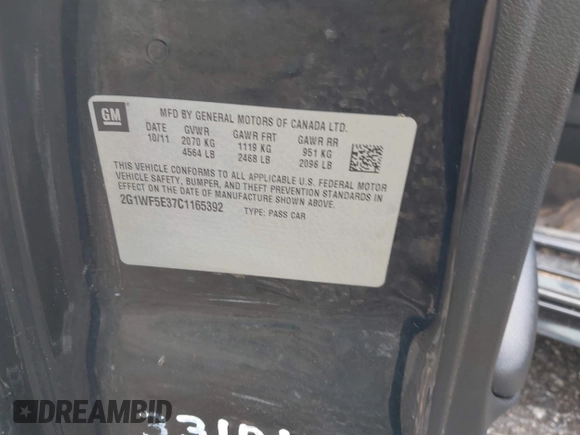 GM
MFD BY GENERAL MOTORS OF CANADA LTD.
DATE GVWR GAWR FRT GAWR RR
10/11 2070 KG 1119 KG 951 KG
4564 LB 2468 LB 2096 LB
THIS VEHICLE CONFORMS TO ALL APPLICABLE U.S. FEDERAL MOTOR
VEHICLE SAFETY, BUMPER, AND THEFT PREVENTION STANDARDS IN
EFFECT ON THE DATE OF MANUFACTURE SHOWN ABOVE.
2G1WF5E37C1165392 TYPE: PASS CAR
DREAMBID